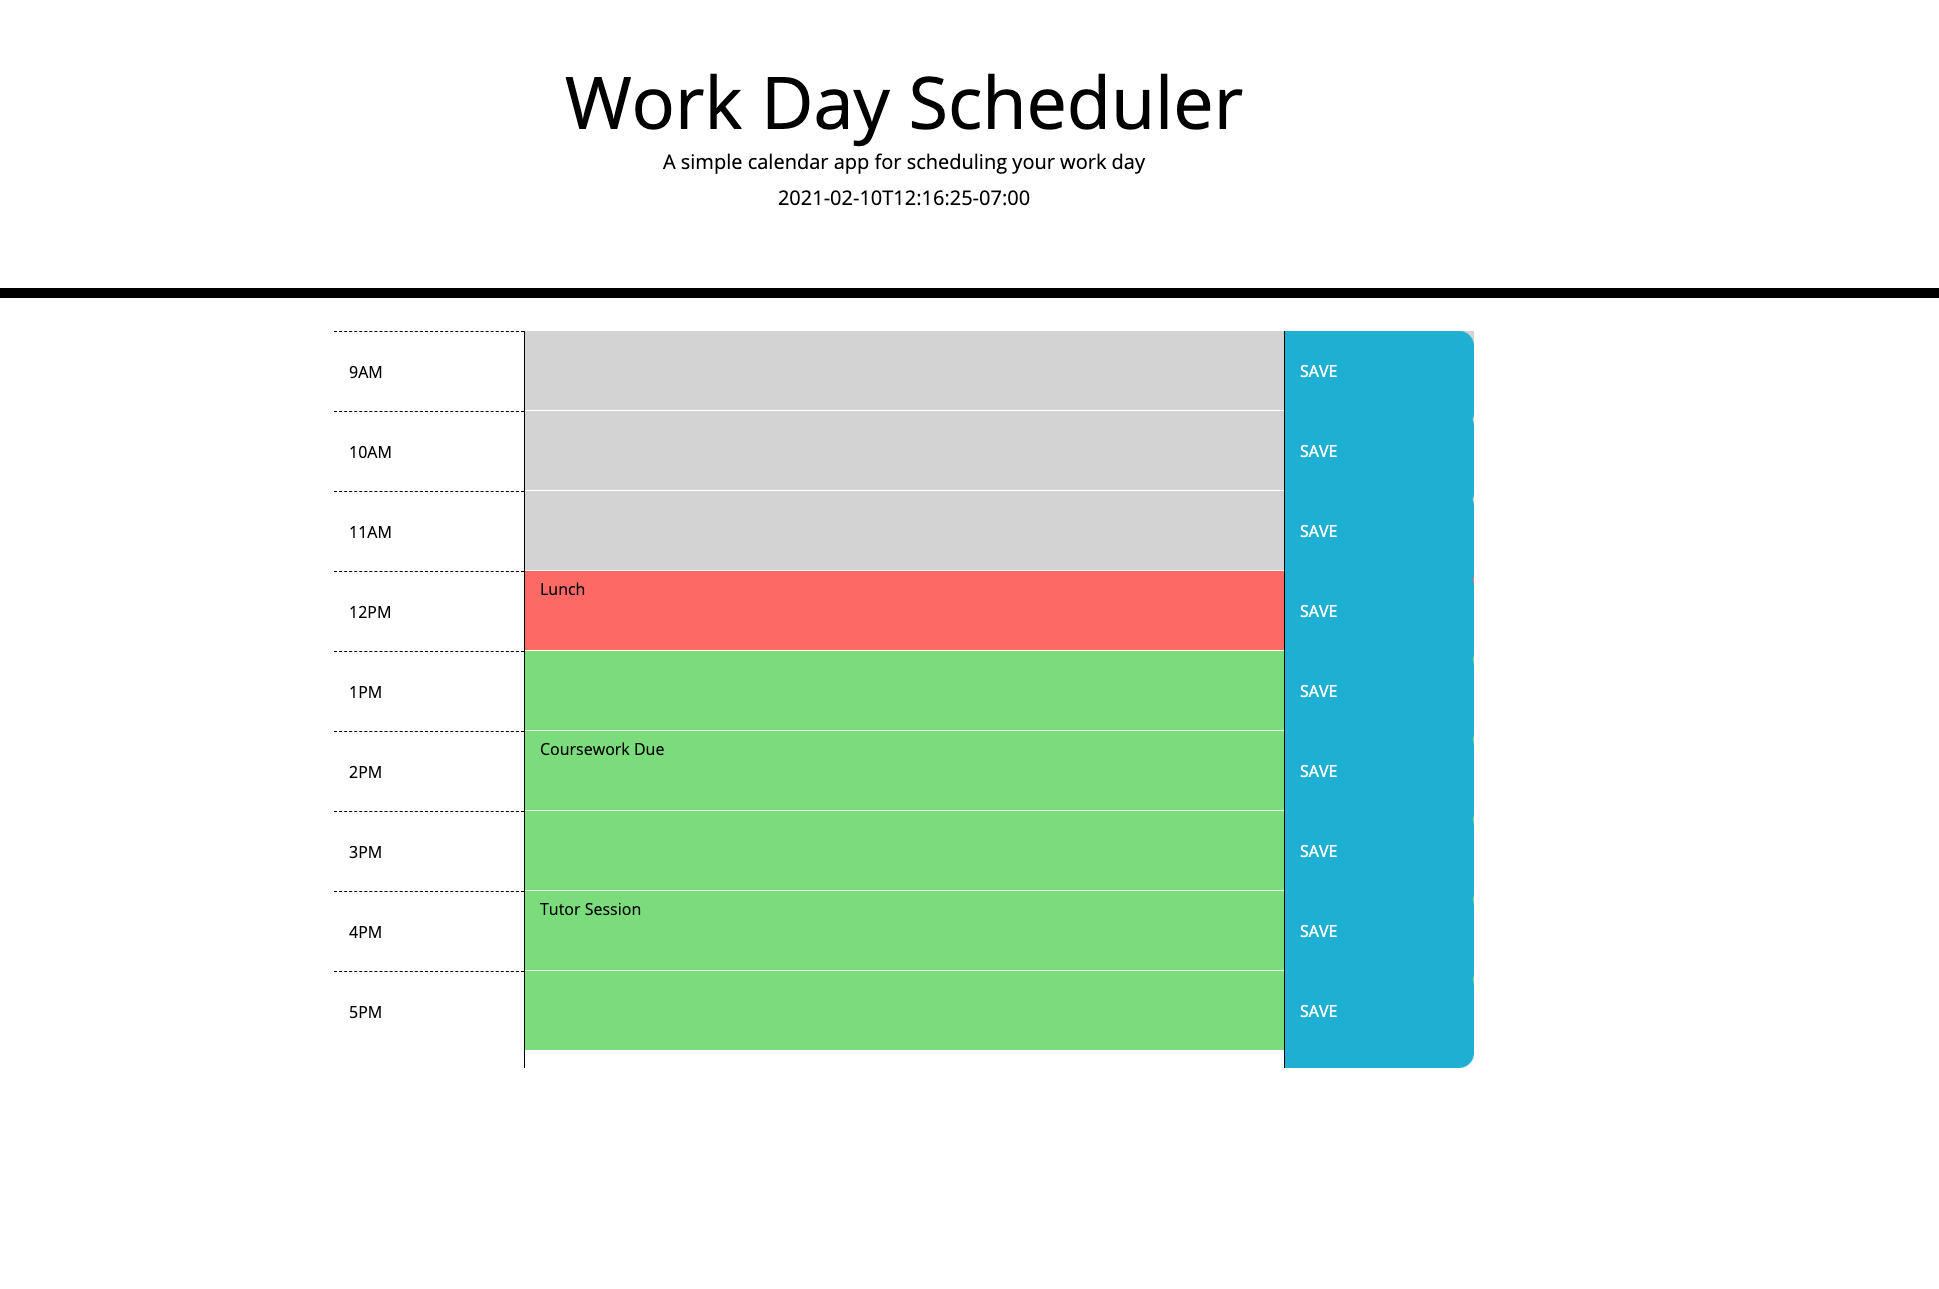 Work Day Scheduler
A simple calendar app for scheduling your work day
2021-02-10T12:16:25-07:00
9AM SAVE
10AM SAVE
11AM SAVE
12PM Lunch SAVE
1PM SAVE
2PM Coursework Due SAVE
3PM SAVE
4PM Tutor Session SAVE
5PM SAVE